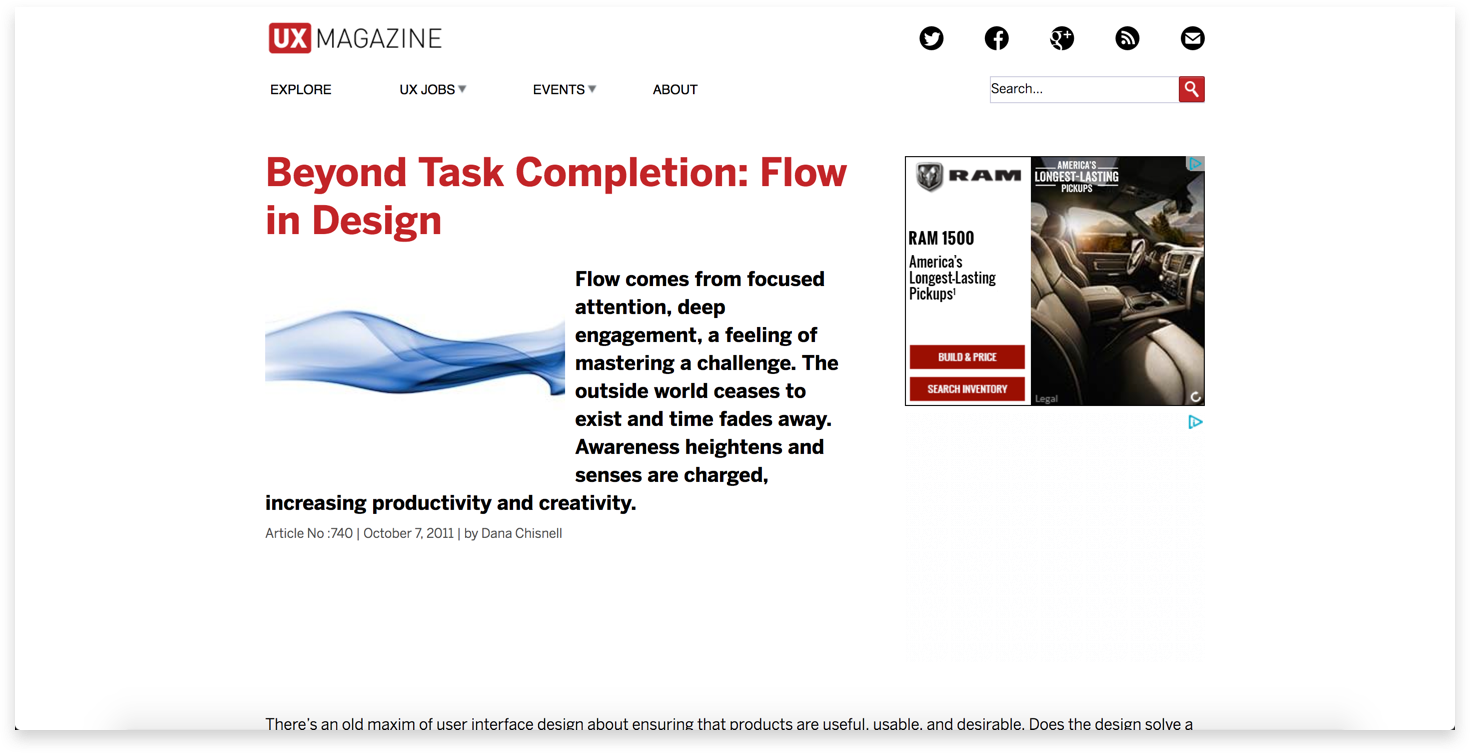 UX MAGAZINE
g+
EXPLORE UX JOBS EVENTS ABOUT
Search...
Beyond Task Completion: Flow
in Design
Flow comes from focused
attention, deep
engagement, a feeling of
mastering a challenge. The
outside world ceases to
exist and time fades away.
Awareness heightens and
senses are charged,
increasing productivity and creativity.
Article No :740 | October 7, 2011 | by Dana Chisnell
RAM
RAM 1500
America's
Longest-Lasting
Pickups¹
BUILD & PRICE
SEARCH INVENTORY
AMERICA'S
LONGEST-LASTING
PICKUPS
Legal
There's an old maxim of user interface design about ensuring that products are useful, usable, and desirable. Does the design solve a